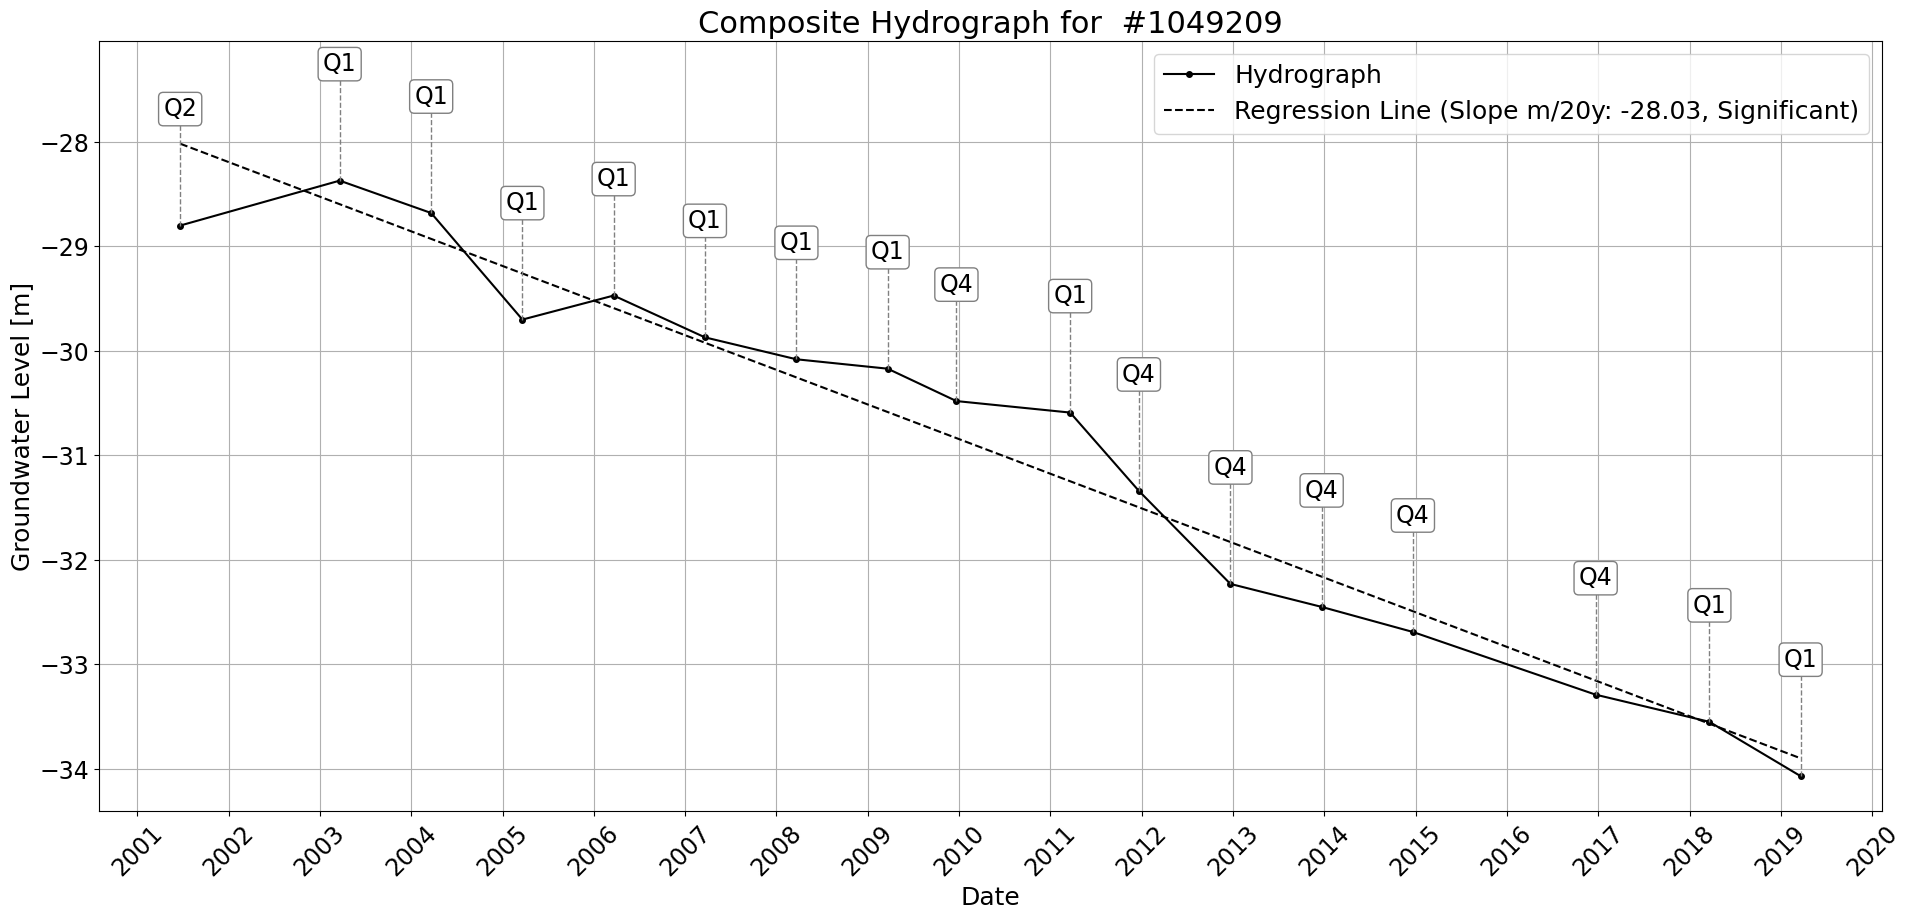 Composite Hydrograph for  #1049209
Hydrograph
Regression Line (Slope m/20y: -28.03, Significant)
Q2
Q1
Q1
Q1
Q1
Q1
Q1
Q1
Q4
Q1
Q4
Q4
Q4
Q4
Q4
Q1
Q1
Groundwater Level [m]
−28
−29
−30
−31
−32
−33
−34
2001
2002
2003
2004
2005
2006
2007
2008
2009
2010
2011
2012
2013
2014
2015
2016
2017
2018
2019
2020
Date